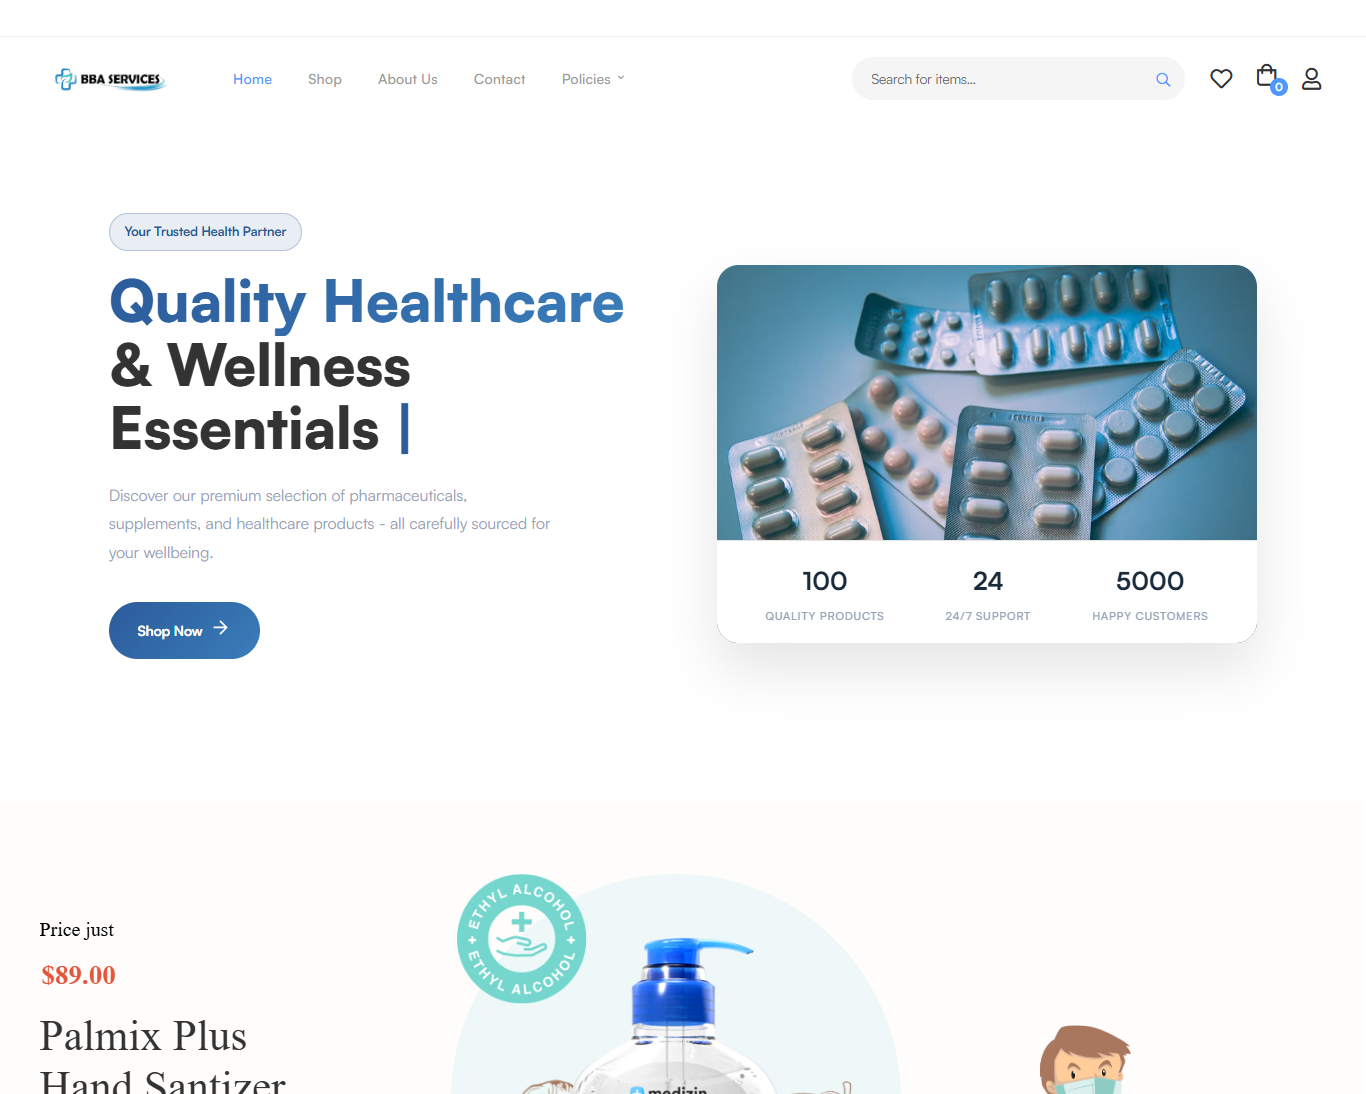 BBA SERVICES
Home
Shop
About Us
Contact
Policies
Search for items...
0
Your Trusted Health Partner
Quality Healthcare
& Wellness
Essentials |
Discover our premium selection of pharmaceuticals,
supplements, and healthcare products - all carefully sourced for
your wellbeing.
Shop Now
100
QUALITY PRODUCTS
24
24/7 SUPPORT
5000
HAPPY CUSTOMERS
Price just
$89.00
Palmix Plus
Hand Santizer
ETHYL ALCOHOL
ETHYL ALCOHOL
medizin